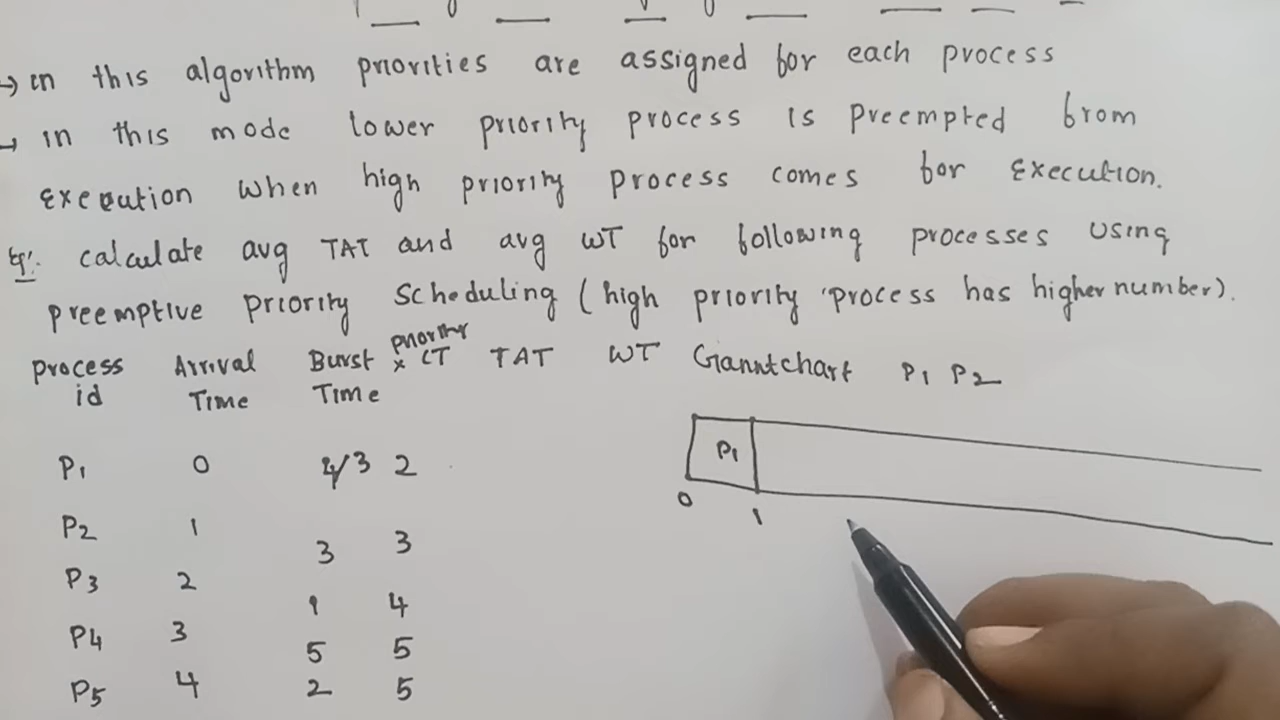 → in this algorithm priorities are assigned for each process
→ in this mode lower priority process is preempted from
execution when high priority process comes for execution.
Eg:- calculate avg TAT and avg WT for following processes using
preemptive priority scheduling (high priority process has higher number).
Process id Arrival Time Burst Time priority CT TAT WT Ganntchart P1 P2
P1 0 4/3 2
P2 1 3 3
P3 2 1 4
P4 3 5 5
P5 4 2 5
P1
0 1